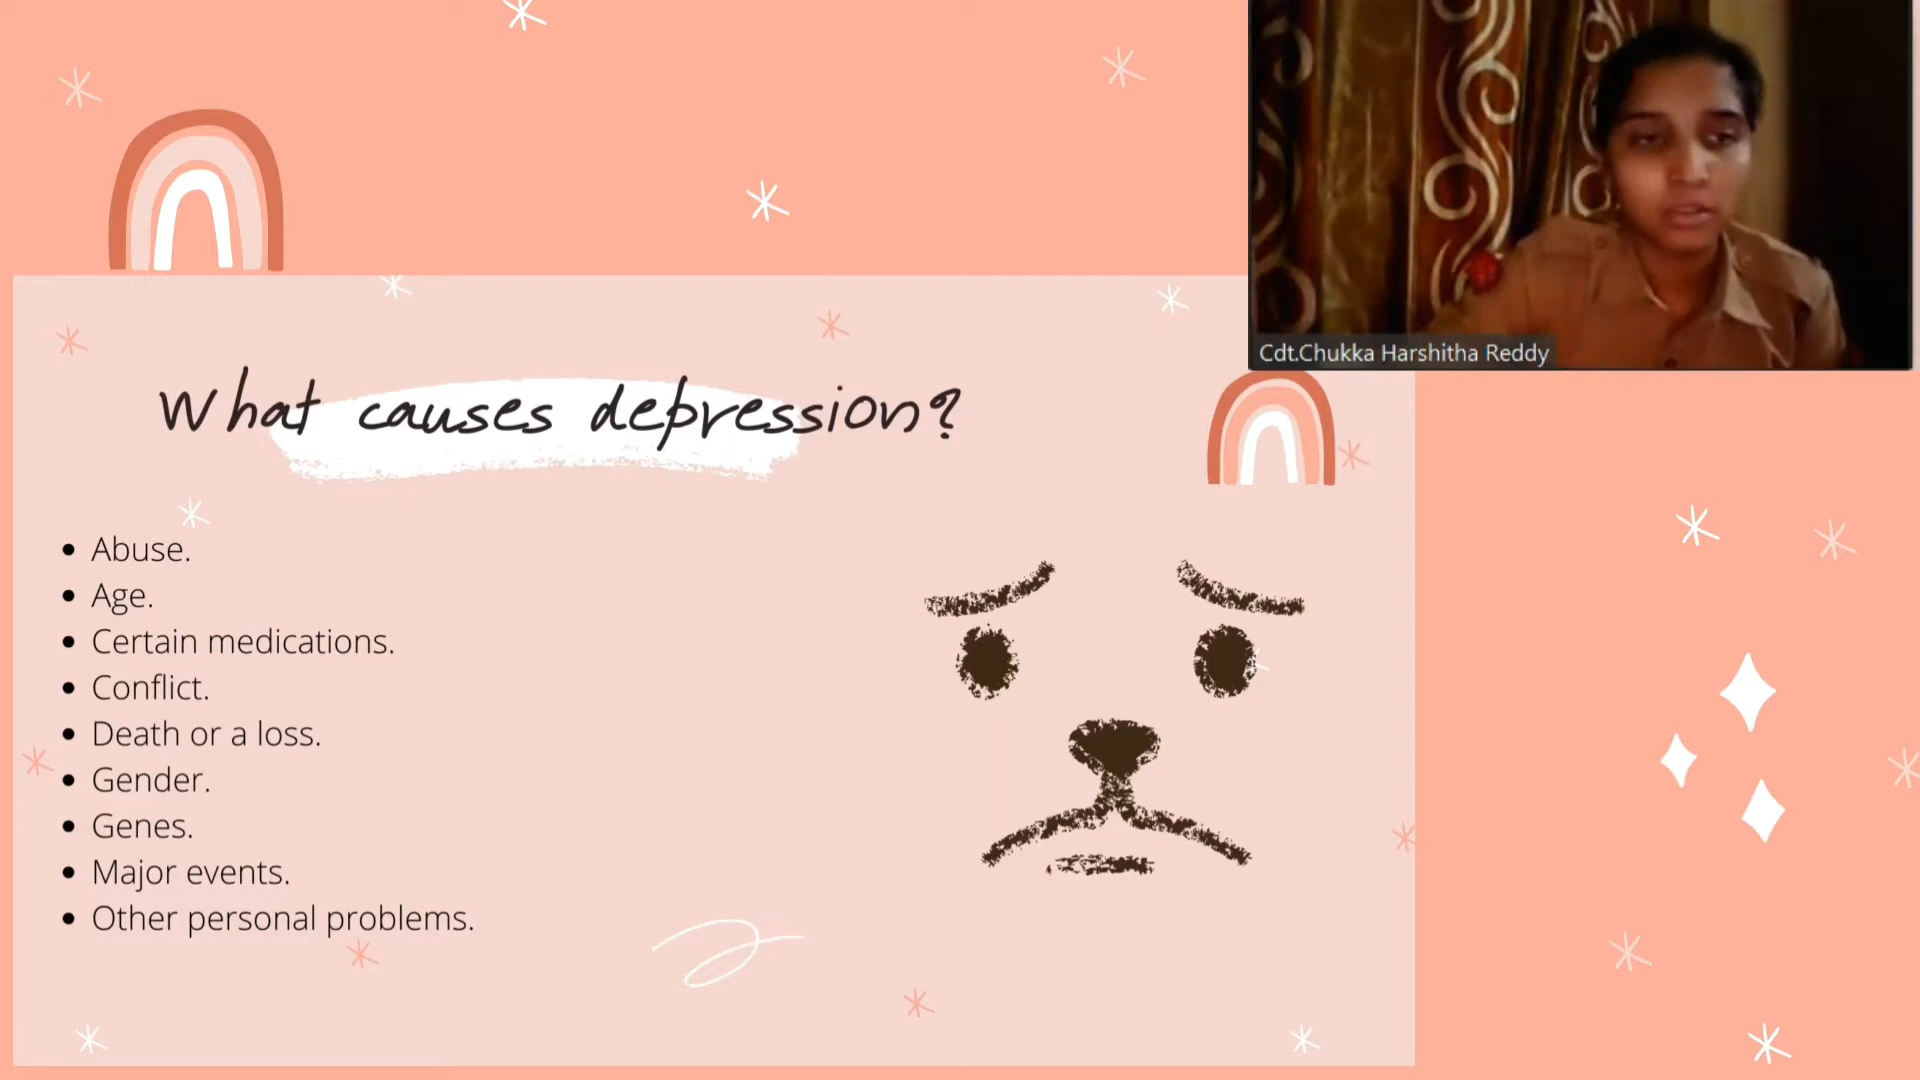 Cdt.Chukka Harshitha Reddy
What causes depression?
• Abuse.
• Age.
• Certain medications.
• Conflict.
• Death or a loss.
• Gender.
• Genes.
• Major events.
• Other personal problems.